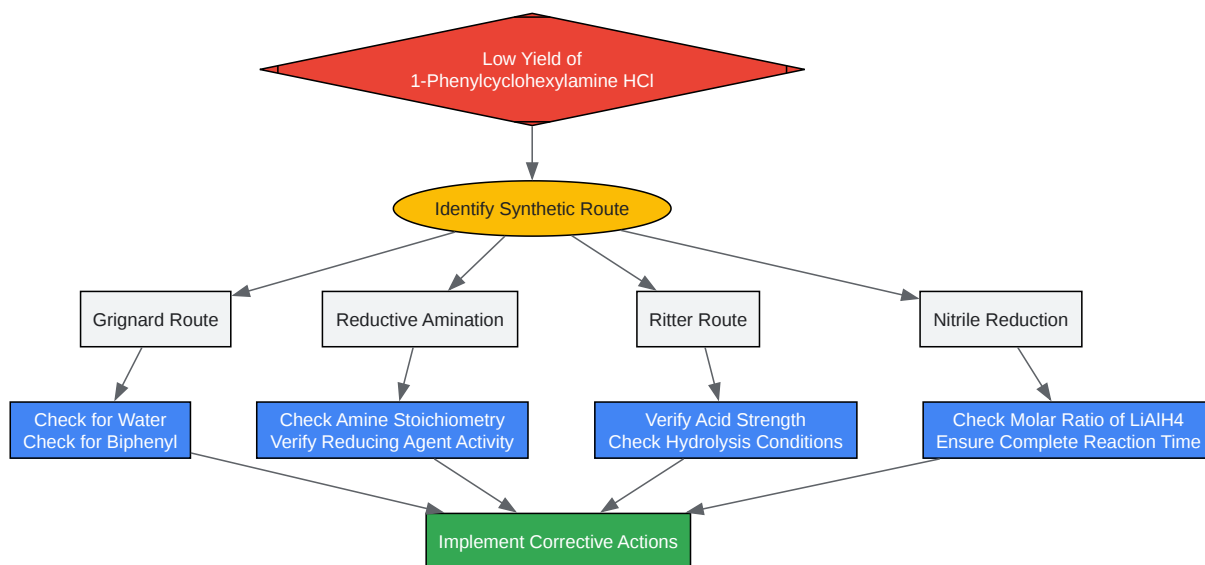 Low Yield of
1-Phenylcyclohexylamine HCl
Identify Synthetic Route
Grignard Route
Reductive Amination
Ritter Route
Nitrile Reduction
Check for Water
Check for Biphenyl
Check Amine Stoichiometry
Verify Reducing Agent Activity
Verify Acid Strength
Check Hydrolysis Conditions
Check Molar Ratio of LiAlH4
Ensure Complete Reaction Time
Implement Corrective Actions